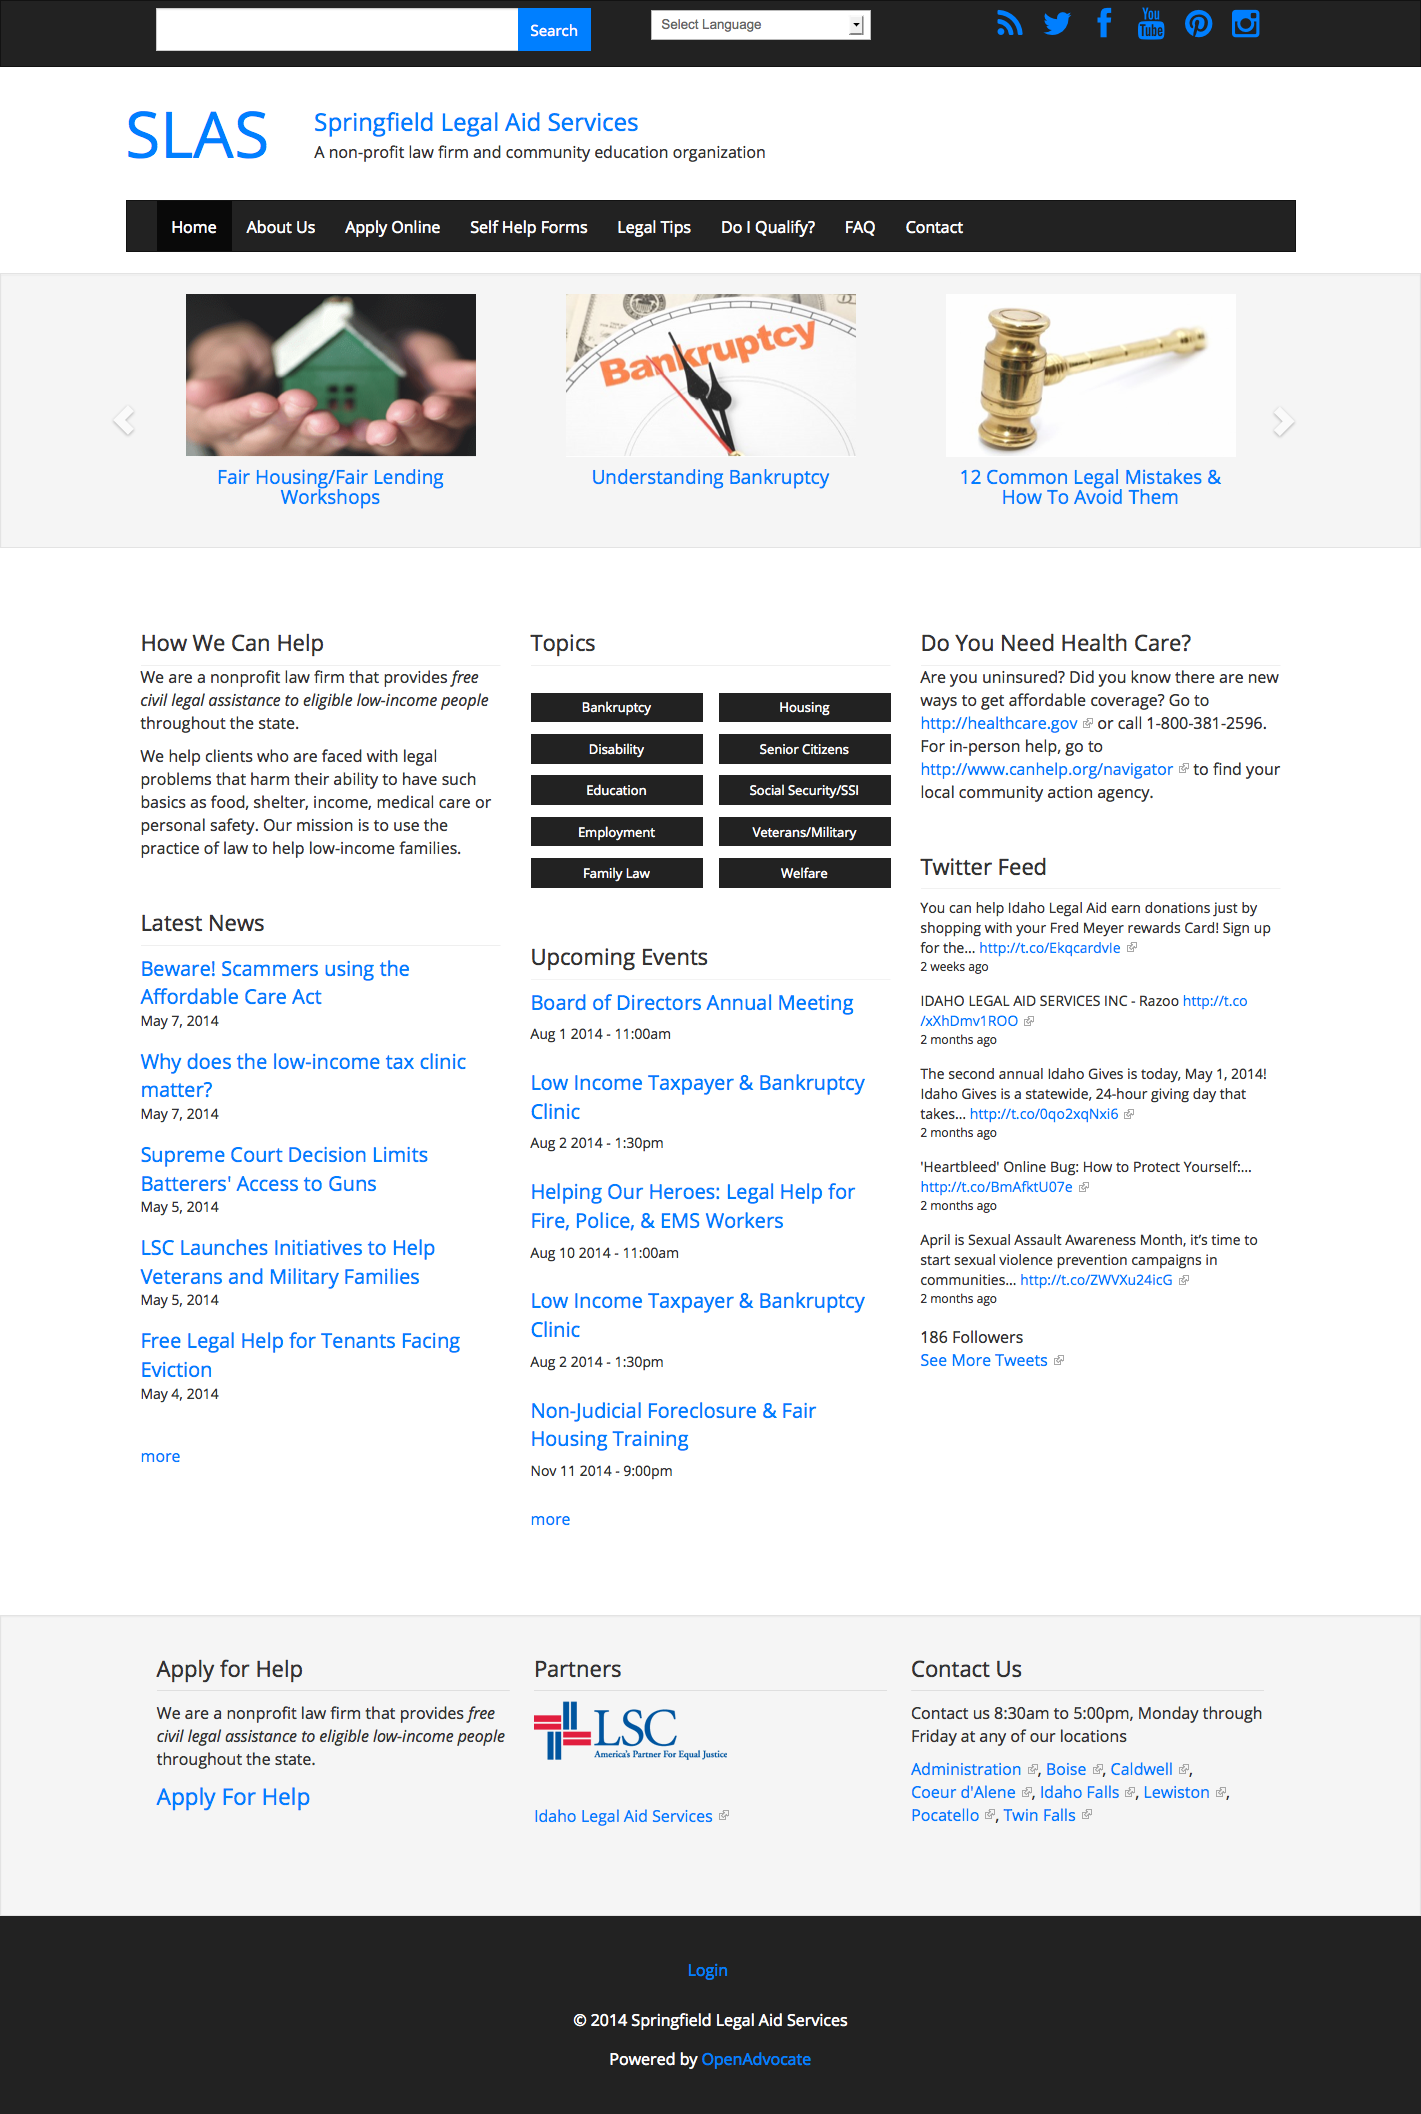 Search
Select Language
You
Tube
SLAS
Springfield Legal Aid Services
A non-profit law firm and community education organization
Home About Us Apply Online Self Help Forms Legal Tips Do I Qualify? FAQ Contact
Bankruptcy
Fair Housing/Fair Lending
Workshops
Understanding Bankruptcy
12 Common Legal Mistakes &
How To Avoid Them
How We Can Help
We are a nonprofit law firm that provides free
civil legal assistance to eligible low-income people
throughout the state.
We help clients who are faced with legal
problems that harm their ability to have such
basics as food, shelter, income, medical care or
personal safety. Our mission is to use the
practice of law to help low-income families.
Latest News
Beware! Scammers using the
Affordable Care Act
May 7, 2014
Why does the low-income tax clinic
matter?
May 7, 2014
Supreme Court Decision Limits
Batterers' Access to Guns
May 5, 2014
LSC Launches Initiatives to Help
Veterans and Military Families
May 5, 2014
Free Legal Help for Tenants Facing
Eviction
May 4, 2014
more
Topics
Bankruptcy Housing
Disability Senior Citizens
Education Social Security/SSI
Employment Veterans/Military
Family Law Welfare
Upcoming Events
Board of Directors Annual Meeting
Aug 1 2014 - 11:00am
Low Income Taxpayer & Bankruptcy
Clinic
Aug 2 2014 - 1:30pm
Helping Our Heroes: Legal Help for
Fire, Police, & EMS Workers
Aug 10 2014 - 11:00am
Low Income Taxpayer & Bankruptcy
Clinic
Aug 2 2014 - 1:30pm
Non-Judicial Foreclosure & Fair
Housing Training
Nov 11 2014 - 9:00pm
more
Do You Need Health Care?
Are you uninsured? Did you know there are new
ways to get affordable coverage? Go to
http://healthcare.gov or call 1-800-381-2596.
For in-person help, go to
http://www.canhelp.org/navigator to find your
local community action agency.
Twitter Feed
You can help Idaho Legal Aid earn donations just by
shopping with your Fred Meyer rewards Card! Sign up
for the... http://t.co/Ekqcardvle
2 weeks ago
IDAHO LEGAL AID SERVICES INC - Razoo http://t.co
/xXhDmv1ROO
2 months ago
The second annual Idaho Gives is today, May 1, 2014!
Idaho Gives is a statewide, 24-hour giving day that
takes... http://t.co/0qo2xqNxi6
2 months ago
'Heartbleed' Online Bug: How to Protect Yourself:...
http://t.co/BmAfktU07e
2 months ago
April is Sexual Assault Awareness Month, it's time to
start sexual violence prevention campaigns in
communities... http://t.co/ZWVXu24icG
2 months ago
186 Followers
See More Tweets
Apply for Help
We are a nonprofit law firm that provides free
civil legal assistance to eligible low-income people
throughout the state.
Apply For Help
Partners
LSC
America's Partner For Equal Justice
Idaho Legal Aid Services
Contact Us
Contact us 8:30am to 5:00pm, Monday through
Friday at any of our locations
Administration, Boise, Caldwell,
Coeur d'Alene, Idaho Falls, Lewiston,
Pocatello, Twin Falls
Login
© 2014 Springfield Legal Aid Services
Powered by OpenAdvocate